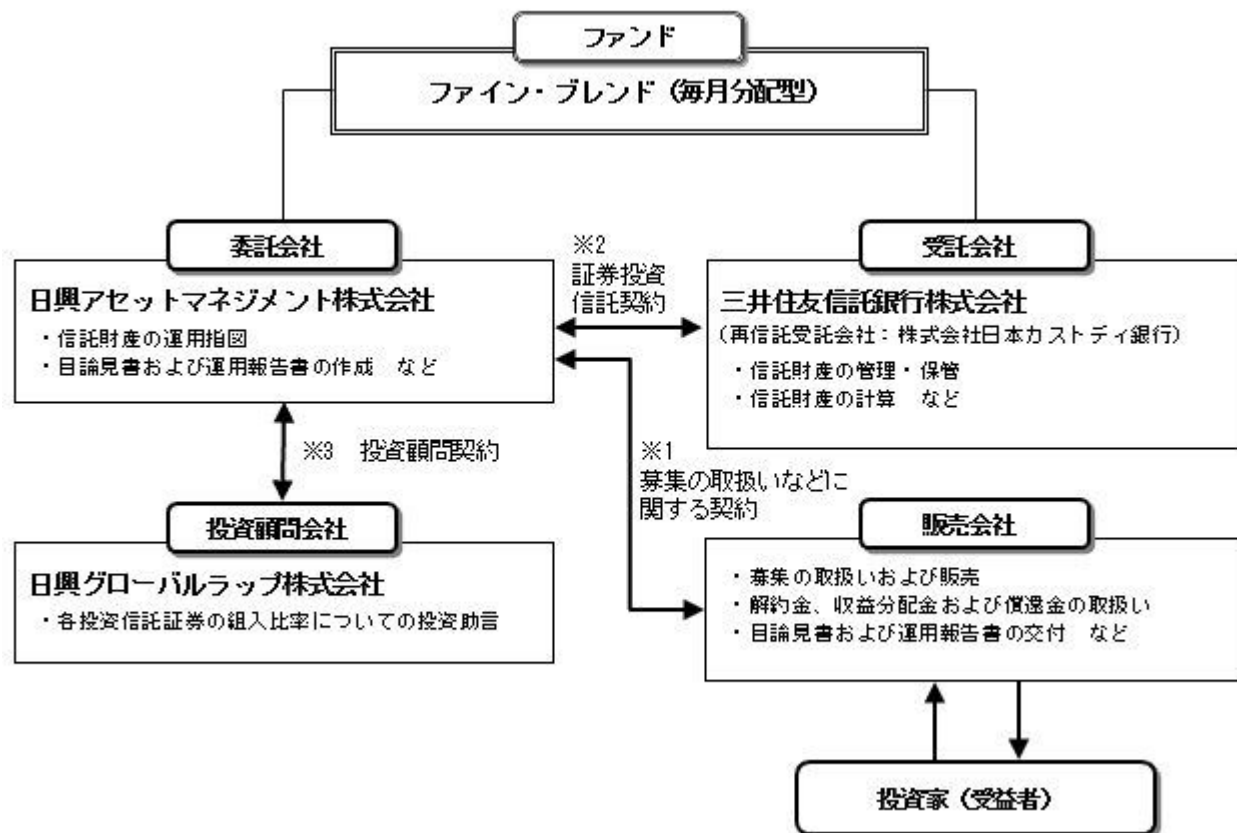 ファンド
ファイン・ブレンド（毎月分配型）
委託会社
日興アセットマネジメント株式会社
・信託財産の運用指図
・目論見書および運用報告書の作成　など
※2
証券投資
信託契約
受託会社
三井住友信託銀行株式会社
（再信託受託会社：株式会社日本カストディ銀行）
・信託財産の管理・保管
・信託財産の計算　など
※3　投資顧問契約
※1
募集の取扱いなどに
関する契約
投資顧問会社
日興グローバルラップ株式会社
・各投資信託証券の組入比率についての投資助言
販売会社
・募集の取扱いおよび販売
・解約金、収益分配金および償還金の取扱い
・目論見書および運用報告書の交付　など
投資家（受益者）